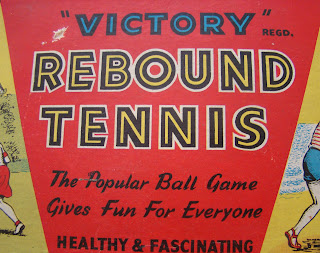 "VICTORY" REGD.
REBOUND
TENNIS
The Popular Ball Game
Gives Fun For Everyone
HEALTHY & FASCINATING